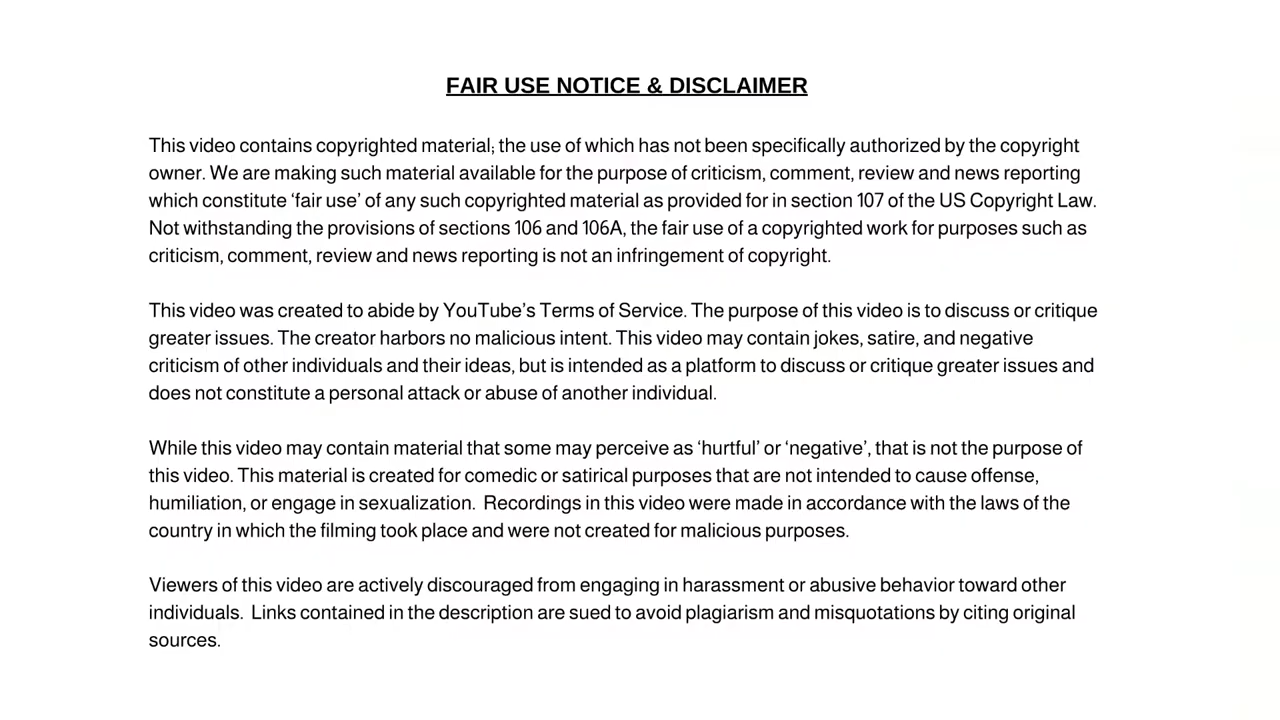 FAIR USE NOTICE & DISCLAIMER
This video contains copyrighted material; the use of which has not been specifically authorized by the copyright
owner. We are making such material available for the purpose of criticism, comment, review and news reporting
which constitute ‘fair use’ of any such copyrighted material as provided for in section 107 of the US Copyright Law.
Not withstanding the provisions of sections 106 and 106A, the fair use of a copyrighted work for purposes such as
criticism, comment, review and news reporting is not an infringement of copyright.
This video was created to abide by YouTube’s Terms of Service. The purpose of this video is to discuss or critique
greater issues. The creator harbors no malicious intent. This video may contain jokes, satire, and negative
criticism of other individuals and their ideas, but is intended as a platform to discuss or critique greater issues and
does not constitute a personal attack or abuse of another individual.
While this video may contain material that some may perceive as ‘hurtful’ or ‘negative’, that is not the purpose of
this video. This material is created for comedic or satirical purposes that are not intended to cause offense,
humiliation, or engage in sexualization.  Recordings in this video were made in accordance with the laws of the
country in which the filming took place and were not created for malicious purposes.
Viewers of this video are actively discouraged from engaging in harassment or abusive behavior toward other
individuals.  Links contained in the description are sued to avoid plagiarism and misquotations by citing original
sources.